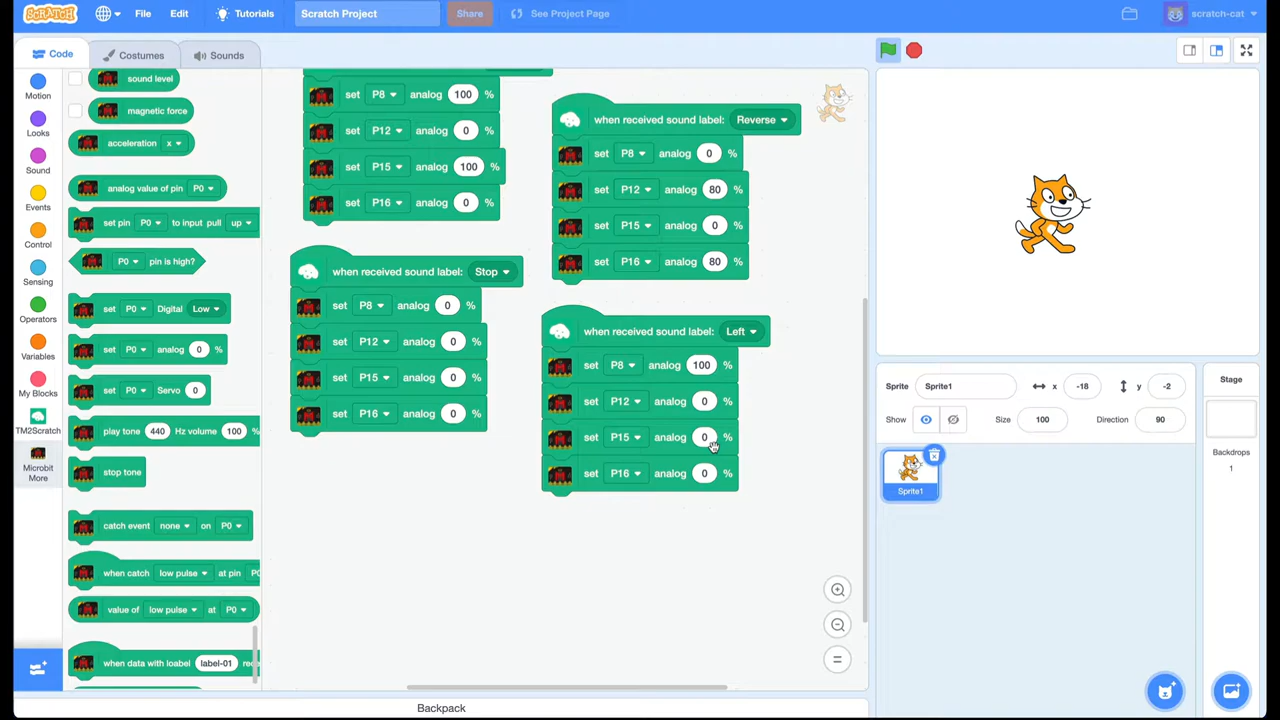 SCRATCH
File
Edit
Tutorials
Scratch Project
Share
See Project Page
scratch-cat
Code
Costumes
Sounds
Motion
Looks
Sound
Events
Control
Sensing
Operators
Variables
My Blocks
TM2Scratch
Microbit
More
sound level
magnetic force
acceleration x
analog value of pin P0
set pin P0 to input pull up
P0 pin is high?
set P0 Digital Low
set P0 analog 0 %
set P0 Servo 0
play tone 440 Hz volume 100 %
stop tone
catch event none on P0
when catch low pulse at pin P0
value of low pulse at P0
when data with loabel label-01 rec
set P8 analog 100 %
set P12 analog 0 %
set P15 analog 100 %
set P16 analog 0 %
when received sound label: Stop
set P8 analog 0 %
set P12 analog 0 %
set P15 analog 0 %
set P16 analog 0 %
when received sound label: Reverse
set P8 analog 0 %
set P12 analog 80 %
set P15 analog 0 %
set P16 analog 80 %
when received sound label: Left
set P8 analog 100 %
set P12 analog 0 %
set P15 analog 0 %
set P16 analog 0 %
Backpack
Sprite Sprite1 x -18 y -2
Show Size 100 Direction 90
Sprite1
Stage
Backdrops
1